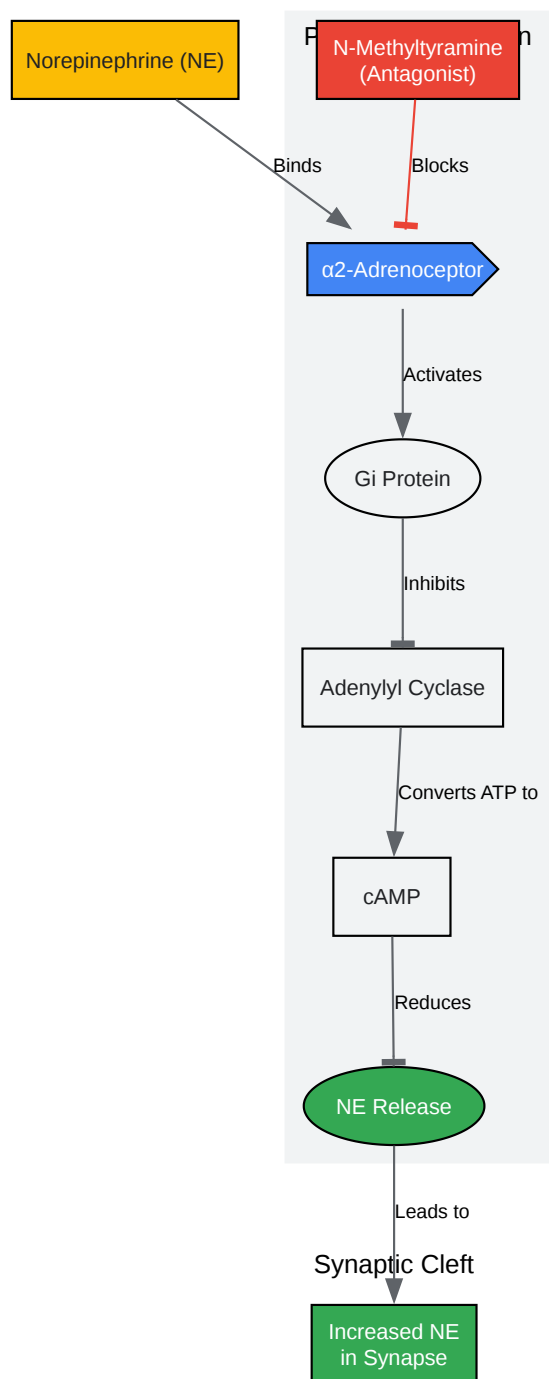 Norepinephrine (NE)
N-Methyltyramine
(Antagonist)
Binds
Blocks
α2-Adrenoceptor
Activates
Gi Protein
Inhibits
Adenylyl Cyclase
Converts ATP to
cAMP
Reduces
NE Release
Leads to
Synaptic Cleft
Increased NE
in Synapse